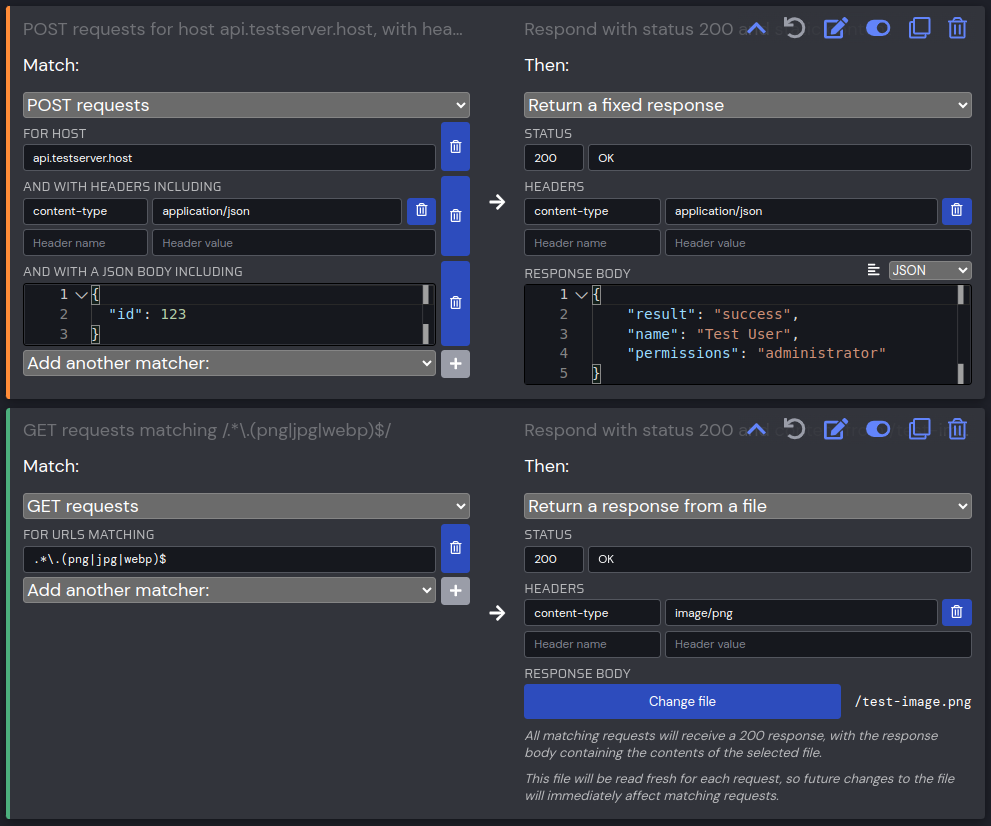 POST requests for host api.testserver.host, with hea...
Respond with status 200 and
Match:
Then:
POST requests
Return a fixed response
FOR HOST
STATUS
api.testserver.host
200 OK
AND WITH HEADERS INCLUDING
HEADERS
content-type application/json
content-type application/json
Header name Header value
Header name Header value
AND WITH A JSON BODY INCLUDING
RESPONSE BODY JSON
1 {
2 "id": 123
3 }
1 {
2 "result": "success",
3 "name": "Test User",
4 "permissions": "administrator"
5 }
Add another matcher: +
GET requests matching /.*\.(png|jpg|webp)$/
Respond with status 200 and
Match:
Then:
GET requests
Return a response from a file
FOR URLS MATCHING
STATUS
.*\.(png|jpg|webp)$
200 OK
Add another matcher: +
HEADERS
content-type image/png
Header name Header value
RESPONSE BODY
Change file /test-image.png
All matching requests will receive a 200 response, with the response
body containing the contents of the selected file.
This file will be read fresh for each request, so future changes to the file
will immediately affect matching requests.